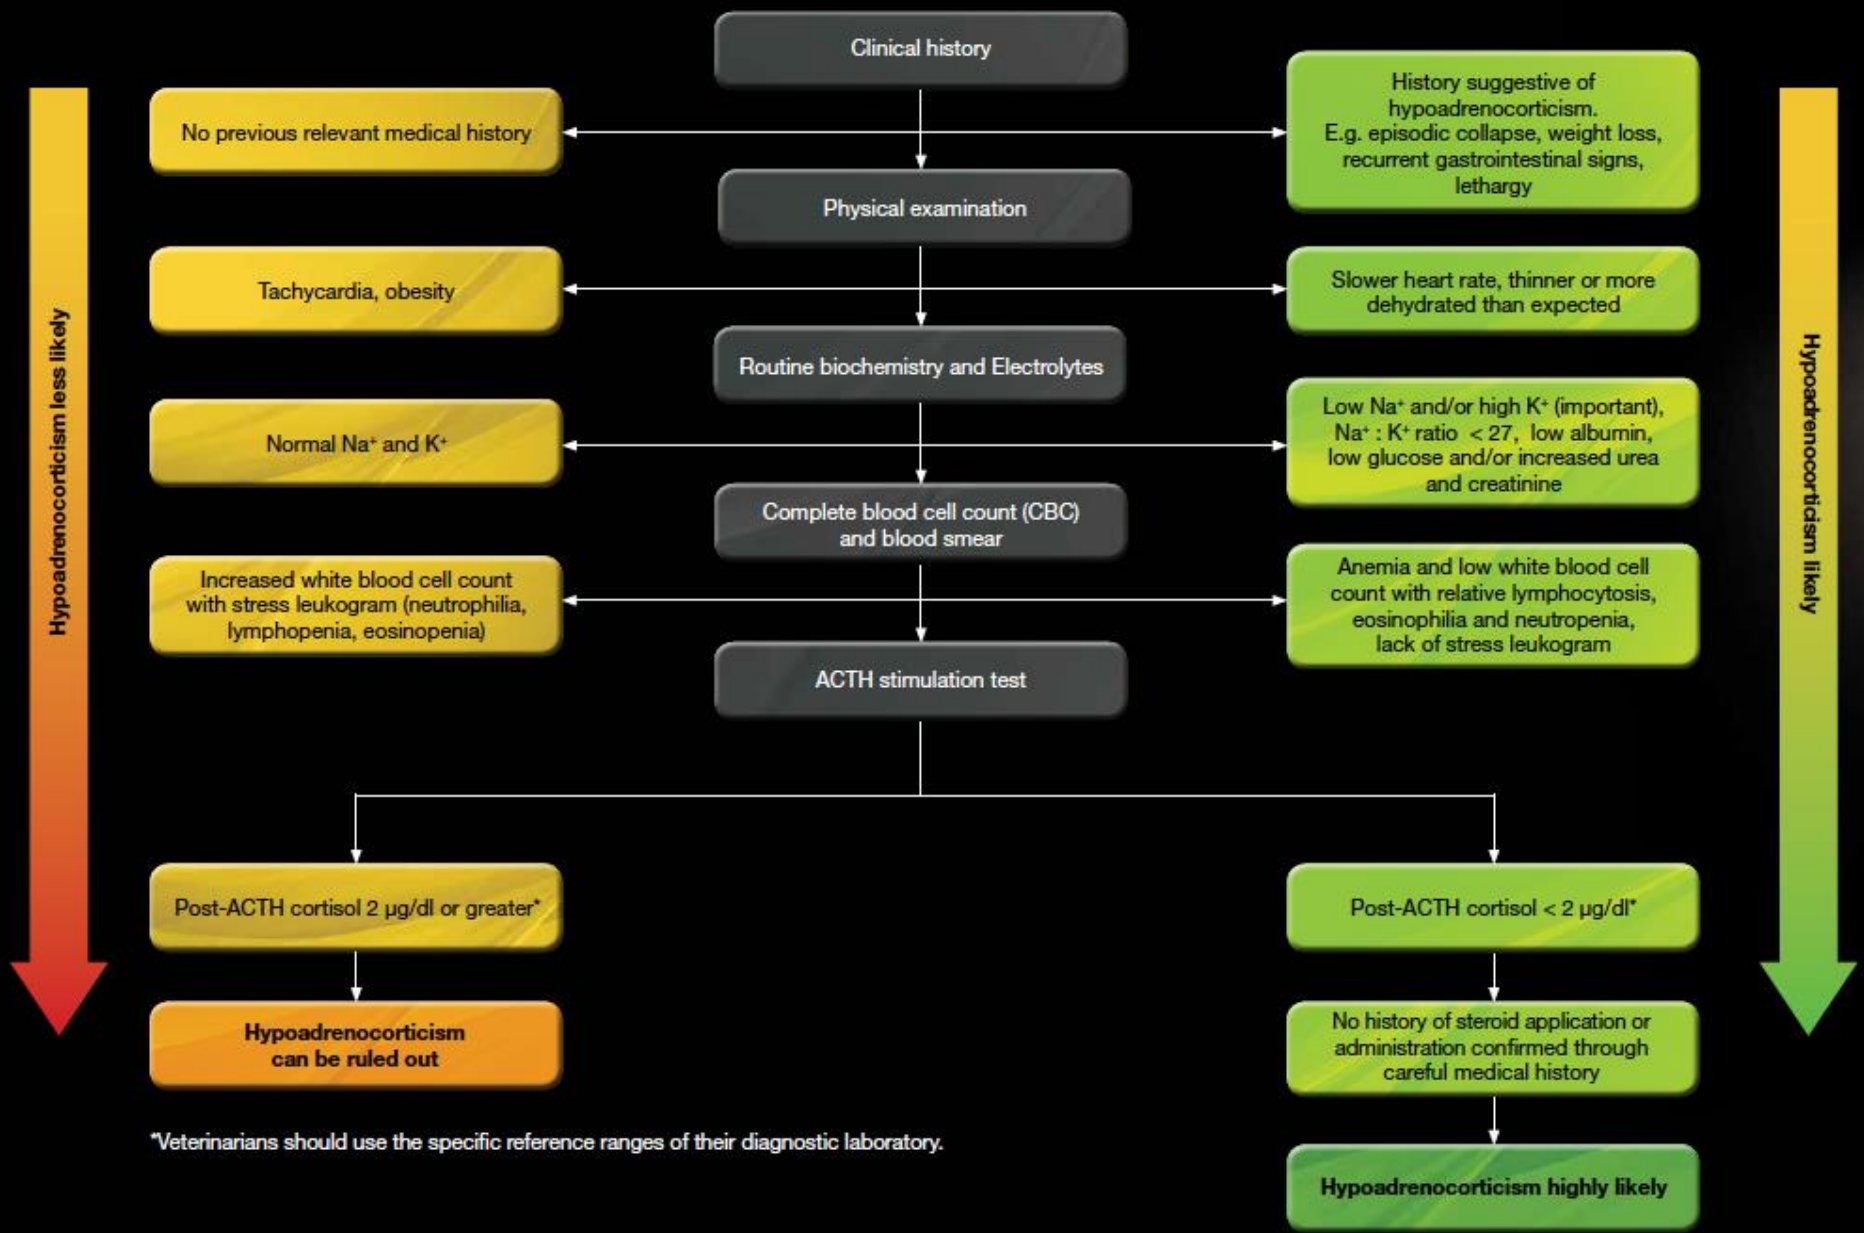 Clinical history
No previous relevant medical history
History suggestive of
hypoadrenocorticism.
E.g. episodic collapse, weight loss,
recurrent gastrointestinal signs,
lethargy
Physical examination
Tachycardia, obesity
Slower heart rate, thinner or more
dehydrated than expected
Routine biochemistry and Electrolytes
Normal Na⁺ and K⁺
Low Na⁺ and/or high K⁺ (important),
Na⁺ : K⁺ ratio < 27, low albumin,
low glucose and/or increased urea
and creatinine
Complete blood cell count (CBC)
and blood smear
Increased white blood cell count
with stress leukogram (neutrophilia,
lymphopenia, eosinopenia)
Anemia and low white blood cell
count with relative lymphocytosis,
eosinophilia and neutropenia,
lack of stress leukogram
ACTH stimulation test
Hypoadrenocorticism less likely
Hypoadrenocorticism likely
Post-ACTH cortisol 2 µg/dl or greater*
Post-ACTH cortisol < 2 µg/dl*
Hypoadrenocorticism
can be ruled out
No history of steroid application or
administration confirmed through
careful medical history
*Veterinarians should use the specific reference ranges of their diagnostic laboratory.
Hypoadrenocorticism highly likely